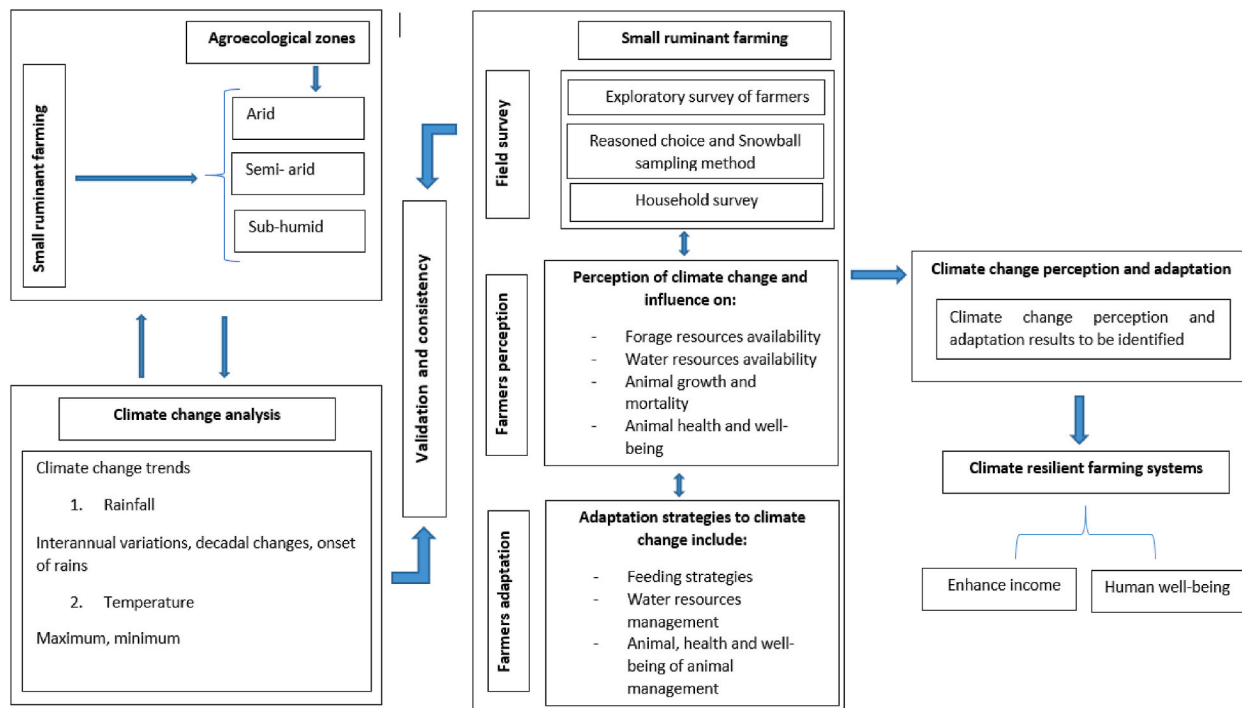 Agroecological zones
Small ruminant farming
Arid
Semi- arid
Sub-humid
Climate change analysis
Climate change trends
1. Rainfall
Interannual variations, decadal changes, onset
of rains
2. Temperature
Maximum, minimum
Validation and consistency
Small ruminant farming
Field survey
Exploratory survey of farmers
Reasoned choice and Snowball
sampling method
Household survey
Farmers perception
Perception of climate change and
influence on:
- Forage resources availability
- Water resources availability
- Animal growth and
mortality
- Animal health and well-
being
Farmers adaptation
Adaptation strategies to climate
change include:
- Feeding strategies
- Water resources
management
- Animal, health and well-
being of animal
management
Climate change perception and adaptation
Climate change perception and
adaptation results to be identified
Climate resilient farming systems
Enhance income
Human well-being